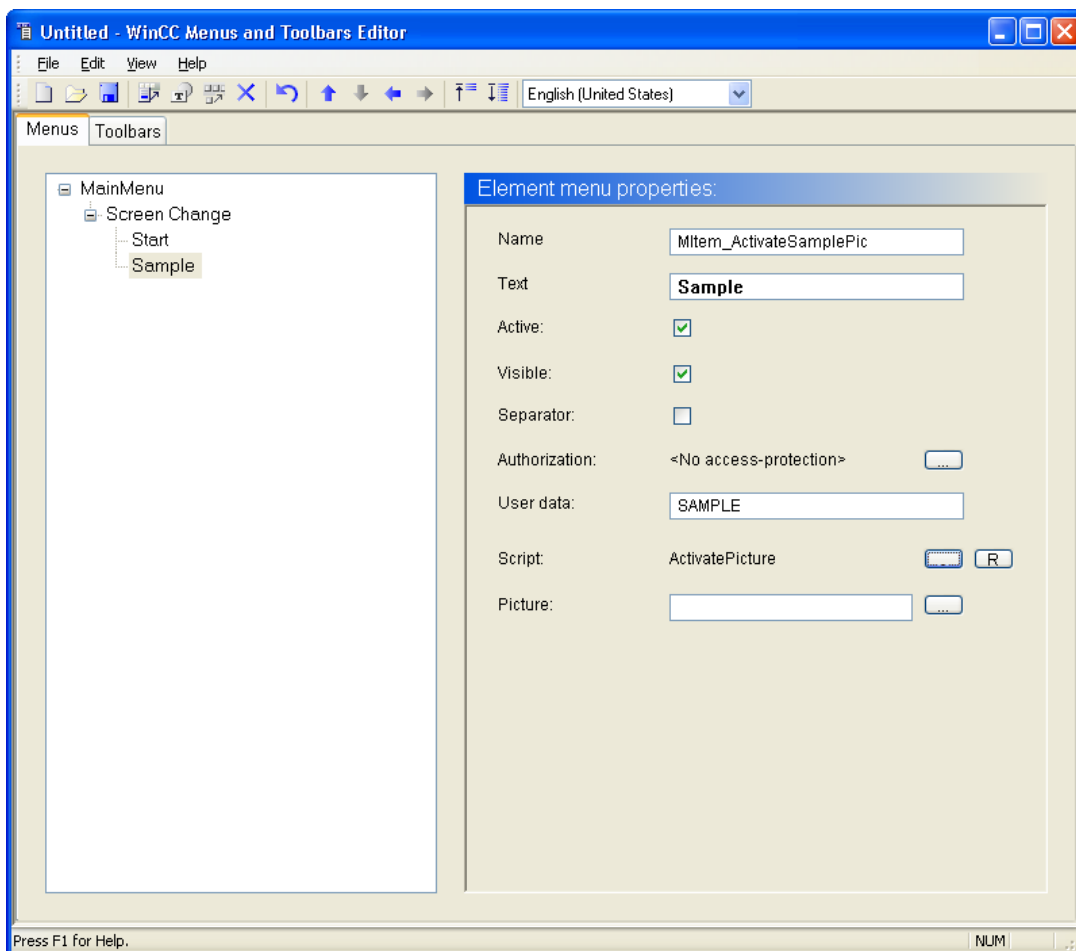 Untitled - WinCC Menus and Toolbars Editor
File Edit View Help
English (United States)
Menus Toolbars
MainMenu
Screen Change
Start
Sample
Element menu properties:
Name MItem_ActivateSamplePic
Text Sample
Active:
Visible:
Separator:
Authorization: <No access-protection> ...
User data: SAMPLE
Script: ActivatePicture ... R
Picture: ...
Press F1 for Help. NUM